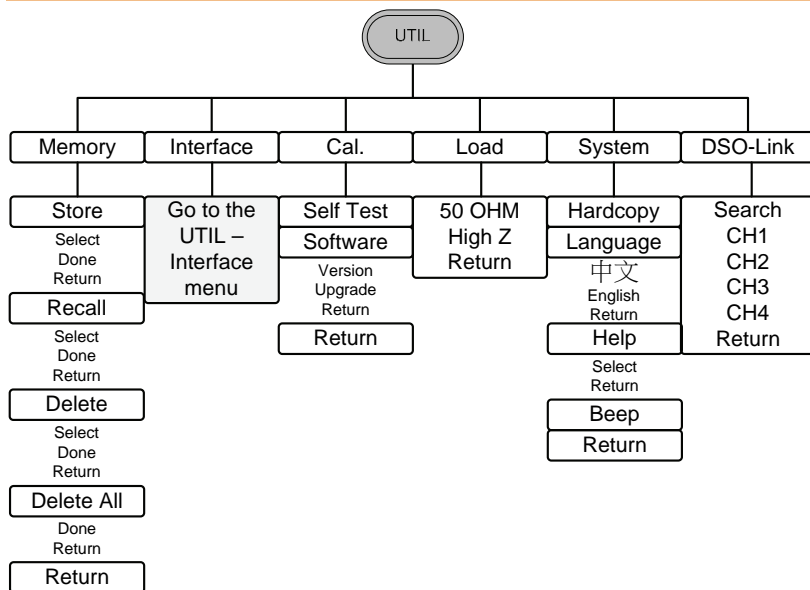 UTIL
Memory
Interface
Cal.
Load
System
DSO-Link
Store
Select
Done
Return
Recall
Select
Done
Return
Delete
Select
Done
Return
Delete All
Done
Return
Return
Go to the
UTIL –
Interface
menu
Self Test
Software
Version
Upgrade
Return
Return
50 OHM
High Z
Return
Hardcopy
Language
中文
English
Return
Help
Select
Return
Beep
Return
Search
CH1
CH2
CH3
CH4
Return